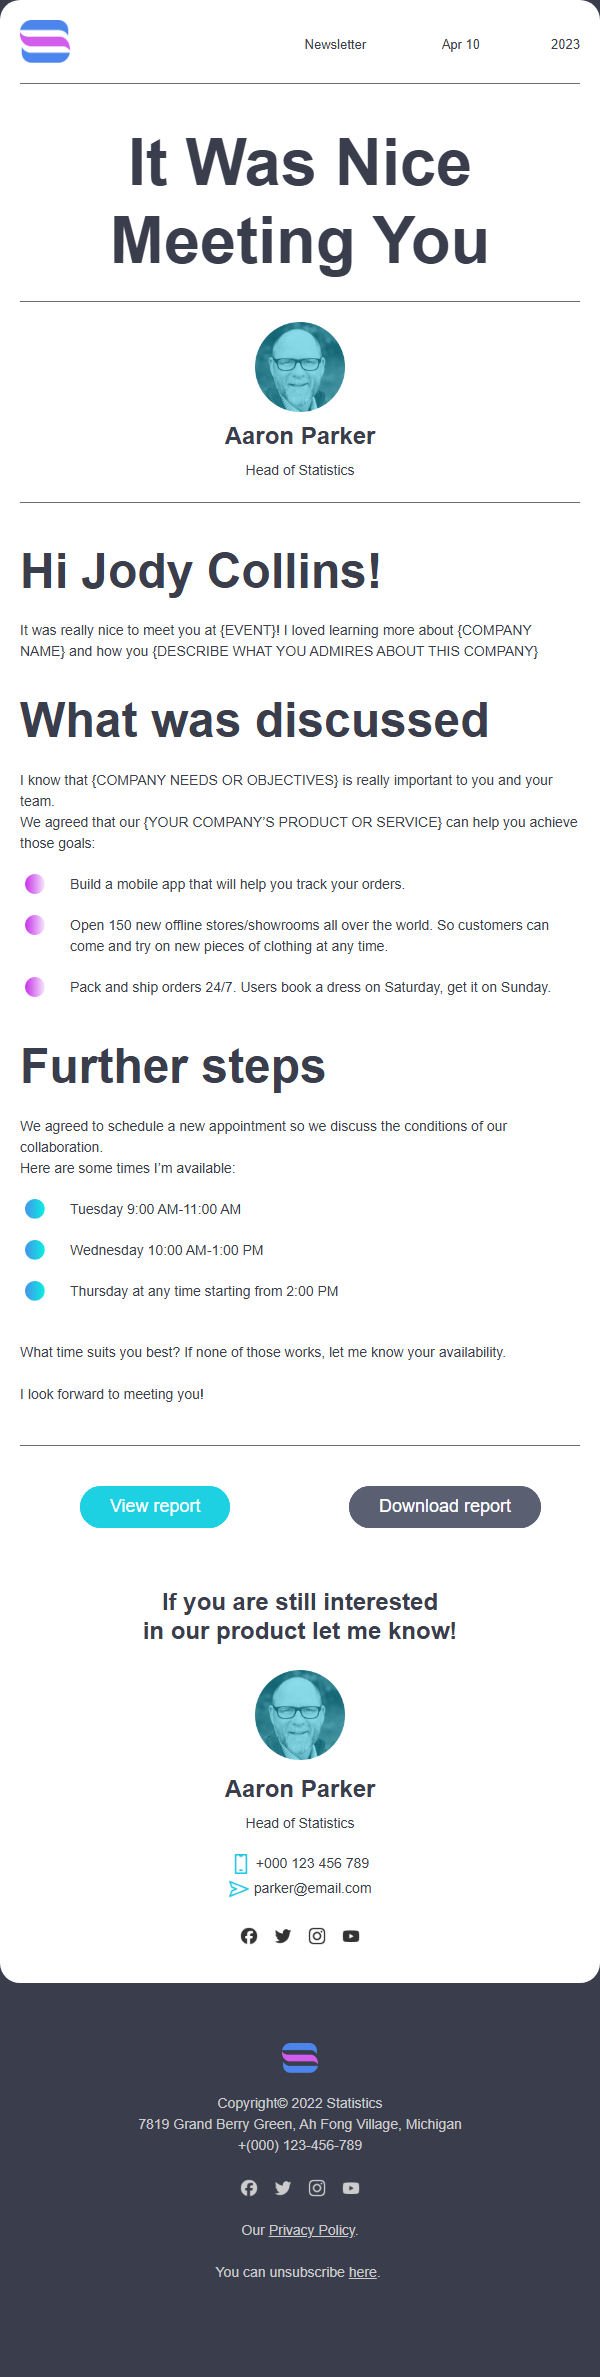 Newsletter Apr 10 2023
It Was Nice
Meeting You
Aaron Parker
Head of Statistics
Hi Jody Collins!
It was really nice to meet you at {EVENT}! I loved learning more about {COMPANY
NAME} and how you {DESCRIBE WHAT YOU ADMIRES ABOUT THIS COMPANY}
What was discussed
I know that {COMPANY NEEDS OR OBJECTIVES} is really important to you and your
team.
We agreed that our {YOUR COMPANY’S PRODUCT OR SERVICE} can help you achieve
those goals:
Build a mobile app that will help you track your orders.
Open 150 new offline stores/showrooms all over the world. So customers can
come and try on new pieces of clothing at any time.
Pack and ship orders 24/7. Users book a dress on Saturday, get it on Sunday.
Further steps
We agreed to schedule a new appointment so we discuss the conditions of our
collaboration.
Here are some times I’m available:
Tuesday 9:00 AM-11:00 AM
Wednesday 10:00 AM-1:00 PM
Thursday at any time starting from 2:00 PM
What time suits you best? If none of those works, let me know your availability.
I look forward to meeting you!
View report Download report
If you are still interested
in our product let me know!
Aaron Parker
Head of Statistics
+000 123 456 789
parker@email.com
Copyright© 2022 Statistics
7819 Grand Berry Green, Ah Fong Village, Michigan
+(000) 123-456-789
Our Privacy Policy.
You can unsubscribe here.